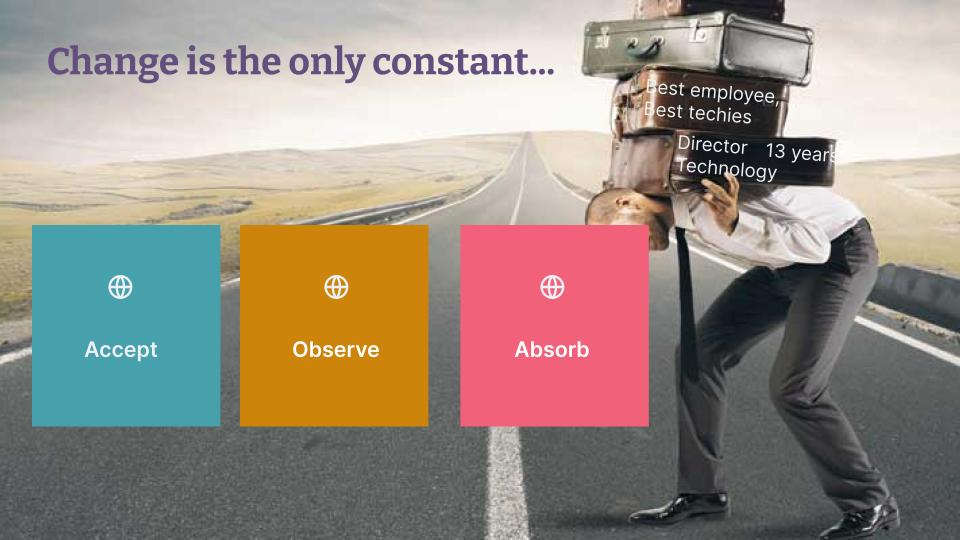 Change is the only constant...
Best employee,
Best techies
Director 13 years
Technology
Accept
Observe
Absorb